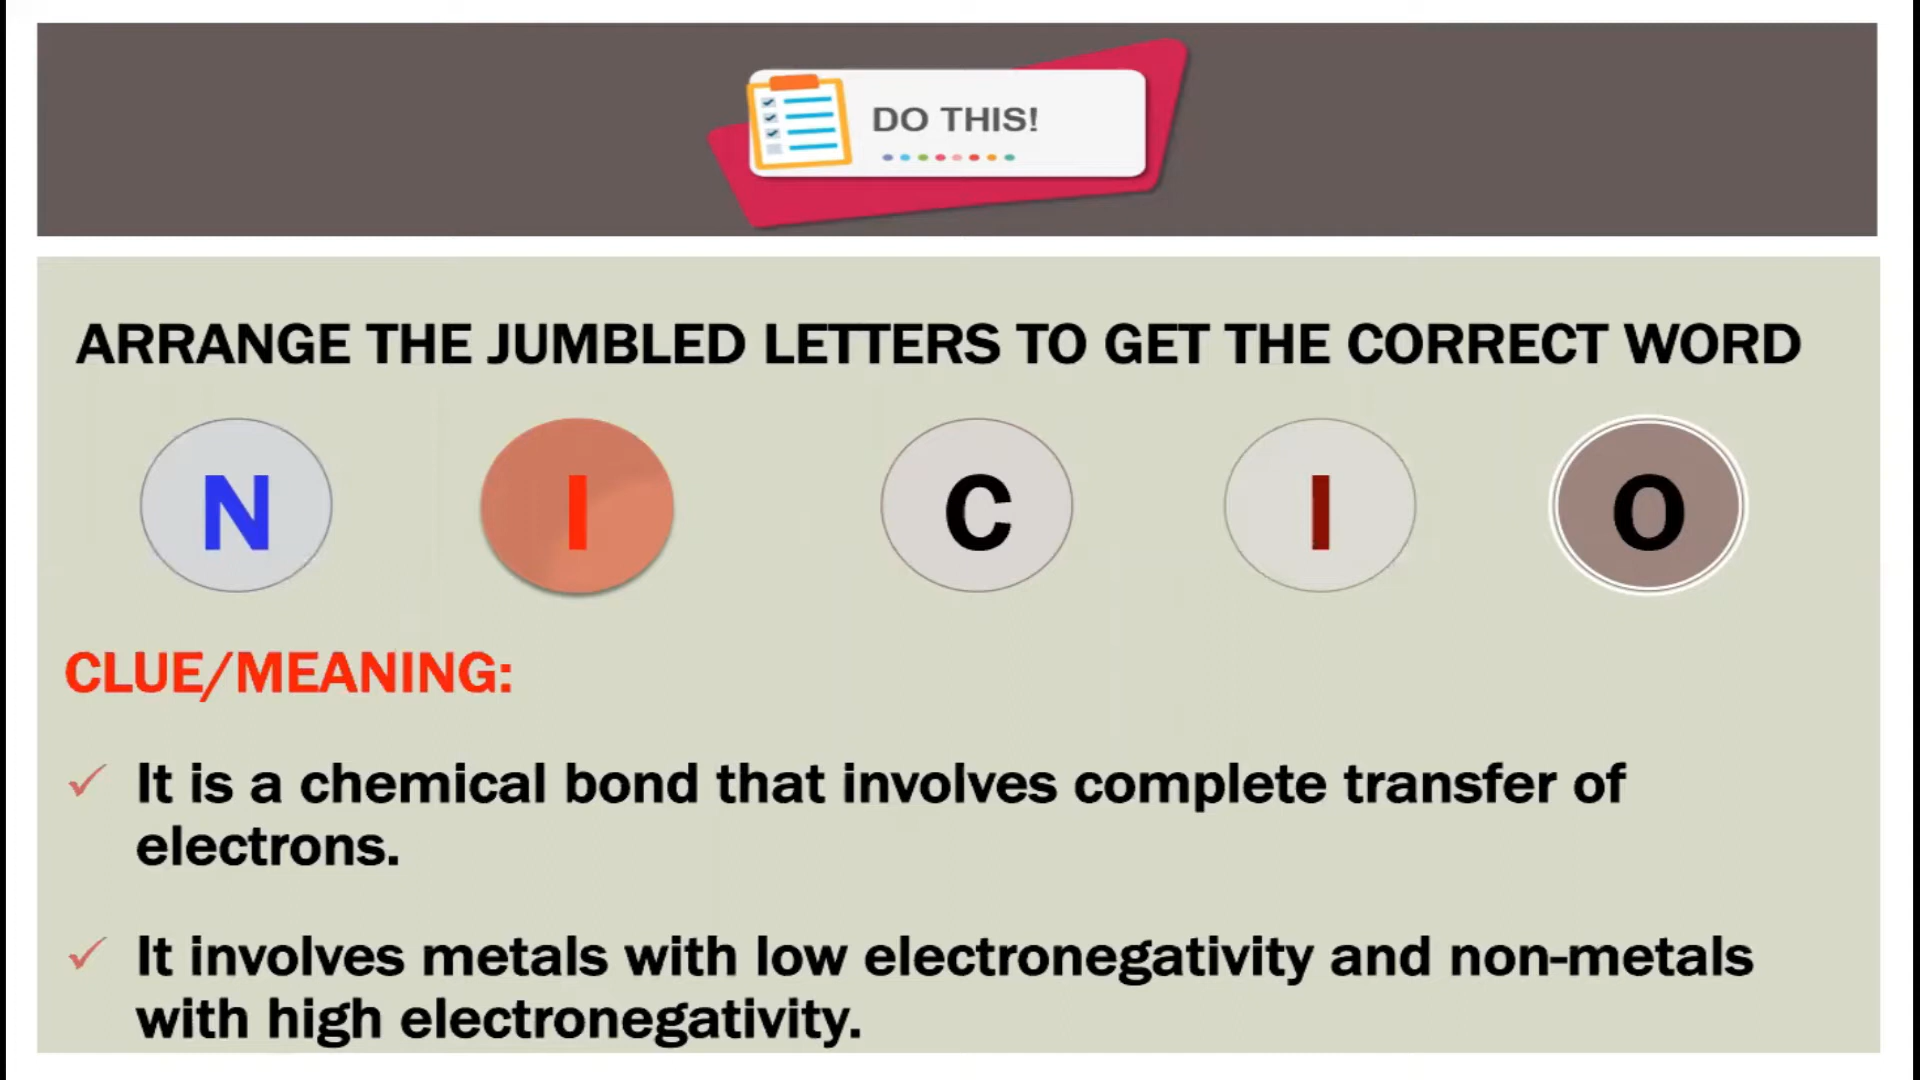 DO THIS!
ARRANGE THE JUMBLED LETTERS TO GET THE CORRECT WORD
N I C I O
CLUE/MEANING:
It is a chemical bond that involves complete transfer of
electrons.
It involves metals with low electronegativity and non-metals
with high electronegativity.